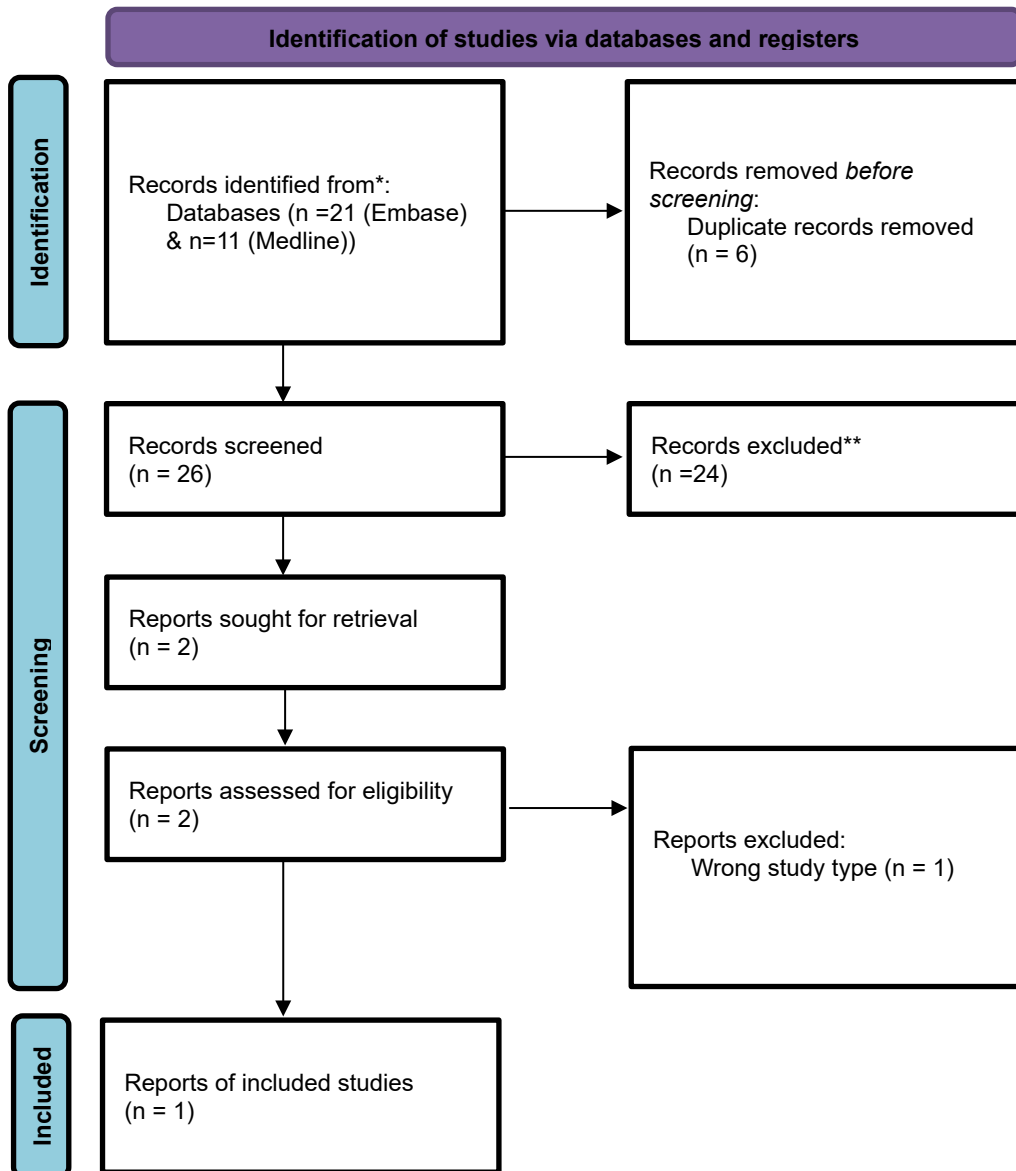 Identification of studies via databases and registers
Identification
Records identified from*:
Databases (n =21 (Embase)
& n=11 (Medline))
Records removed before
screening:
Duplicate records removed
(n = 6)
Screening
Records screened
(n = 26)
Records excluded**
(n =24)
Reports sought for retrieval
(n = 2)
Reports assessed for eligibility
(n = 2)
Reports excluded:
Wrong study type (n = 1)
Included
Reports of included studies
(n = 1)